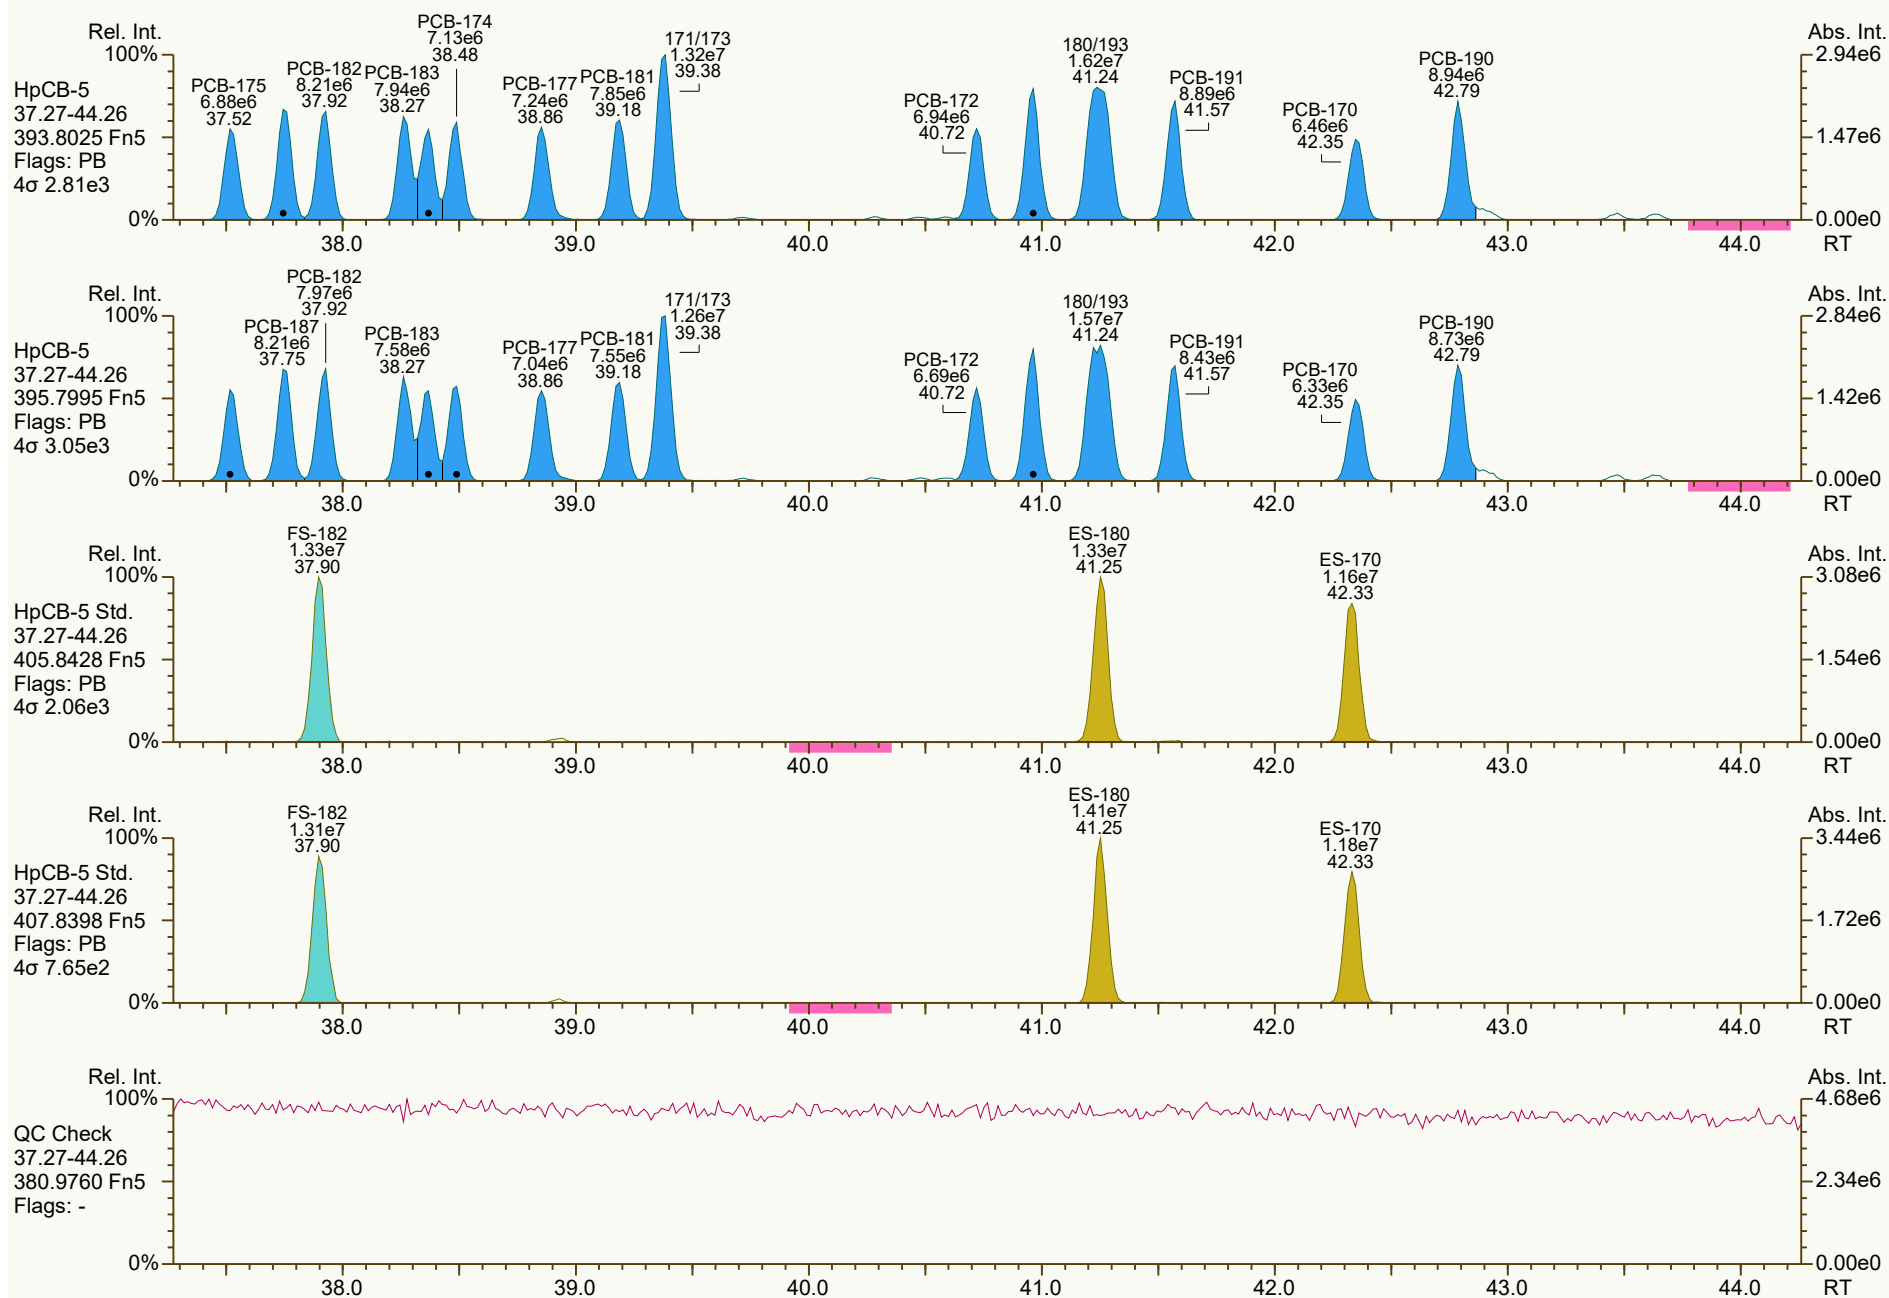 Rel. Int.
Abs. Int.
HpCB-5
37.27-44.26
393.8025 Fn5
Flags: PB
4σ 2.81e3
100%
50%
0%
PCB-175
6.88e6
37.52
PCB-182
8.21e6
37.92
PCB-183
7.94e6
38.27
PCB-174
7.13e6
38.48
PCB-177
7.24e6
38.86
PCB-181
7.85e6
39.18
171/173
1.32e7
39.38
PCB-172
6.94e6
40.72
180/193
1.62e7
41.24
PCB-191
8.89e6
41.57
PCB-170
6.46e6
42.35
PCB-190
8.94e6
42.79
2.94e6
1.47e6
0.00e0
38.0 39.0 40.0 41.0 42.0 43.0 44.0 RT
Rel. Int.
Abs. Int.
HpCB-5
37.27-44.26
395.7995 Fn5
Flags: PB
4σ 3.05e3
100%
0%
PCB-187
8.21e6
37.75
PCB-182
7.97e6
37.92
PCB-183
7.58e6
38.27
PCB-177
7.04e6
38.86
PCB-181
7.55e6
39.18
171/173
1.26e7
39.38
PCB-172
6.69e6
40.72
180/193
1.57e7
41.24
PCB-191
8.43e6
41.57
PCB-170
6.33e6
42.35
PCB-190
8.73e6
42.79
2.84e6
1.42e6
0.00e0
38.0 39.0 40.0 41.0 42.0 43.0 44.0 RT
Rel. Int.
Abs. Int.
HpCB-5 Std.
37.27-44.26
405.8428 Fn5
Flags: PB
4σ 2.06e3
100%
0%
FS-182
1.33e7
37.90
ES-180
1.33e7
41.25
ES-170
1.16e7
42.33
3.08e6
1.54e6
0.00e0
38.0 39.0 40.0 41.0 42.0 43.0 44.0 RT
Rel. Int.
Abs. Int.
HpCB-5 Std.
37.27-44.26
407.8398 Fn5
Flags: PB
4σ 7.65e2
100%
0%
FS-182
1.31e7
37.90
ES-180
1.41e7
41.25
ES-170
1.18e7
42.33
3.44e6
1.72e6
0.00e0
38.0 39.0 40.0 41.0 42.0 43.0 44.0 RT
Rel. Int.
Abs. Int.
QC Check
37.27-44.26
380.9760 Fn5
Flags: -
100%
0%
4.68e6
2.34e6
0.00e0
38.0 39.0 40.0 41.0 42.0 43.0 44.0 RT